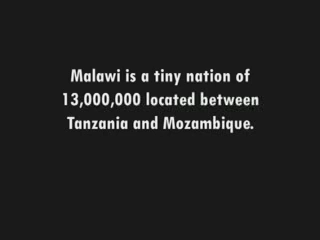 Malawi is a tiny nation of
13,000,000 located between
Tanzania and Mozambique.